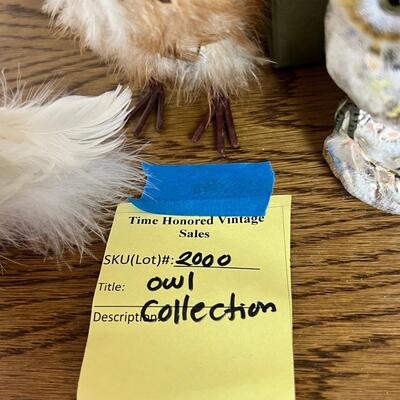 Time Honored Vintage
Sales
SKU(Lot)#: 2000
Title: owl
Description: Collection